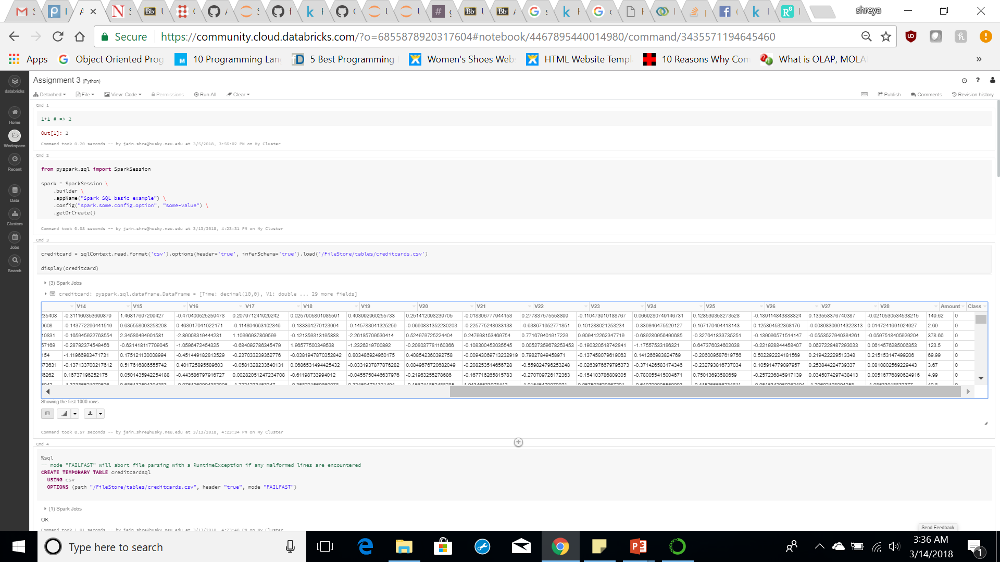 shreya
Secure https://community.cloud.databricks.com/?o=6855878920317604#notebook/4467895440014980/command/3435571194645460
Apps Object Oriented Prog 10 Programming Lan 5 Best Programming Women's Shoes Web HTML Website Templ 10 Reasons Why Com What is OLAP, MOLA »
databricks
Home
Workspace
Recent
Data
Clusters
Jobs
Search
Assignment 3 (Python)
Detached File View: Code Permissions Run All Clear Publish Comments Revision history
Cmd 1
1+1 # => 2
Out[1]: 2
Command took 0.20 seconds -- by jain.shre@husky.neu.edu at 3/5/2018, 3:56:02 PM on My Cluster
Cmd 2
from pyspark.sql import SparkSession
spark = SparkSession \
.builder \
.appName("Spark SQL basic example") \
.config("spark.some.config.option", "some-value") \
.getOrCreate()
Command took 0.08 seconds -- by jain.shre@husky.neu.edu at 3/13/2018, 4:23:31 PM on My Cluster
Cmd 3
creditcard = sqlContext.read.format('csv').options(header='true', inferSchema='true').load('/FileStore/tables/creditcards.csv')
display(creditcard)
(3) Spark Jobs
creditcard: pyspark.sql.dataframe.DataFrame = [Time: decimal(10,0), V1: double ... 29 more fields]
V14 V15 V16 V17 V18 V19 V20 V21 V22 V23 V24 V25 V26 V27 V28 Amount Class
235408 -0.311169353699879 1.46817697209427 -0.470400525259478 0.207971241929242 0.0257905801985591 0.403992960255733 0.251412098239705 -0.018306777944153 0.277837575558899 -0.110473910188767 0.0669280749146731 0.128539358273528 -0.189114843888824 0.133558376740387 -0.0210530534538215 149.62 0
9608 -0.143772296441519 0.635558093258208 0.463917041022171 -0.114804663102346 -0.183361270123994 -0.145783041325259 -0.0690831352230203 -0.225775248033138 -0.638671952771851 0.101288021253234 -0.339846475529127 0.167170404418143 0.125894532368176 -0.00898309914322813 0.0147241691924927 2.69 0
10831 -0.165945922763554 2.34586494901581 -2.89008319444231 1.10996937869599 -0.121359313195888 -2.26185709530414 0.524979725224404 0.247998153469754 0.771679401917229 0.909412262347719 -0.689280956490685 -0.327641833735251 -0.139096571514147 -0.0553527940384261 -0.0597518405929204 378.66 0
57169 -0.28792374549456 -0.631418117709045 -1.0596472454325 -0.684092786345479 1.96577500349538 -1.2326219700892 -0.208037781160366 -0.108300452035545 0.00527359678253453 -0.190320518742841 -1.17557533186321 0.647376034602038 -0.221928844458407 0.0627228487293033 0.0614576285006353 123.5 0
154 -1.11966983471731 0.175121130008994 -0.451449182813529 -0.237033239362776 -0.0381947870352842 0.803486924960175 0.408542360392758 -0.00943069713232919 0.79827849458971 -0.137458079619063 0.141266983824769 -0.206009587619756 0.502292224181569 0.219422229513348 0.215153147499206 69.99 0
673631 -0.137133700217612 0.517616806555742 0.401725895589603 -0.0581328233640131 0.0686531494425432 -0.0331937877876282 0.0849676720682049 -0.208253514656728 -0.559824796253248 -0.0263976679795373 -0.371426583174346 -0.232793816737034 0.105914779097957 0.253844224739337 0.0810802569229443 3.67 0
66262 0.16737196252175 0.0501435942254188 -0.443586797916727 0.00282051247234708 -0.61198733994012 -0.0455750446637976 -0.21963255278686 -0.167716265815783 -0.270709726172363 -0.154103786809305 -0.780055415004671 0.75013693580659 -0.257236845917139 0.0345074297438413 0.00516776890624916 4.99 0
Showing the first 1000 rows.
Command took 8.57 seconds -- by jain.shre@husky.neu.edu at 3/13/2018, 4:23:34 PM on My Cluster
Cmd 4
%sql
-- mode "FAILFAST" will abort file parsing with a RuntimeException if any malformed lines are encountered
CREATE TEMPORARY TABLE creditcardsql
USING csv
OPTIONS (path "/FileStore/tables/creditcards.csv", header "true", mode "FAILFAST")
(1) Spark Jobs
OK
Command took 1.01 seconds -- by jain.shre@husky.neu.edu at 3/13/2018, 4:23:48 PM on My Cluster
Send Feedback
Type here to search
3:36 AM
3/14/2018
1